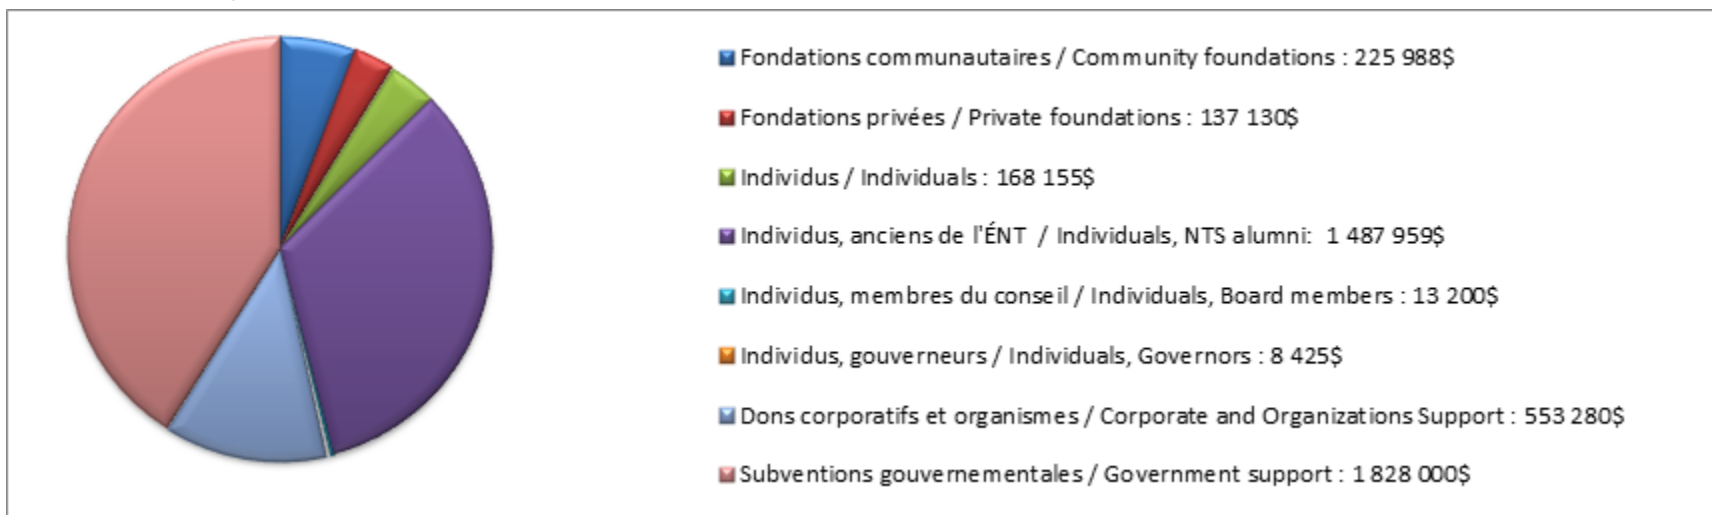 Fondations communautaires / Community foundations : 225 988$
Fondations privées / Private foundations : 137 130$
Individus / Individuals : 168 155$
Individus, anciens de l'ÉNT / Individuals, NTS alumni: 1 487 959$
Individus, membres du conseil / Individuals, Board members : 13 200$
Individus, gouverneurs / Individuals, Governors : 8 425$
Dons corporatifs et organismes / Corporate and Organizations Support : 553 280$
Subventions gouvernementales / Government support : 1 828 000$